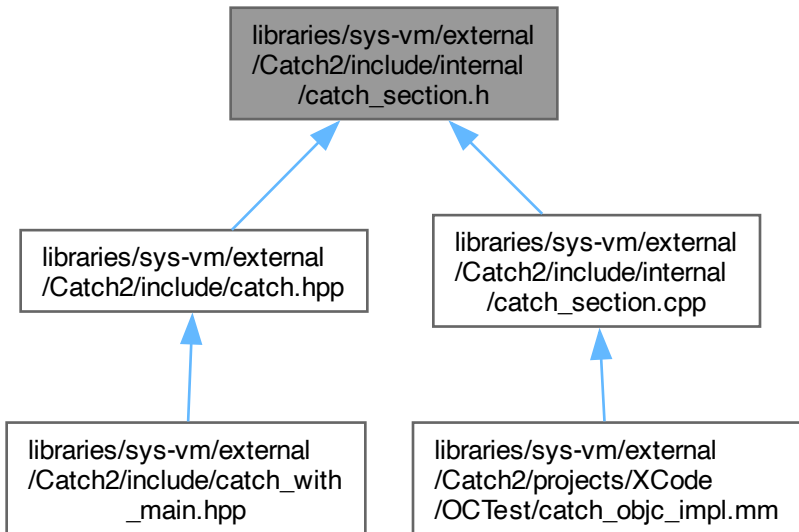 libraries/sys-vm/external
/Catch2/include/internal
/catch_section.h
libraries/sys-vm/external
/Catch2/include/catch.hpp
libraries/sys-vm/external
/Catch2/include/internal
/catch_section.cpp
libraries/sys-vm/external
/Catch2/include/catch_with
_main.hpp
libraries/sys-vm/external
/Catch2/projects/XCode
/OCTest/catch_objc_impl.mm